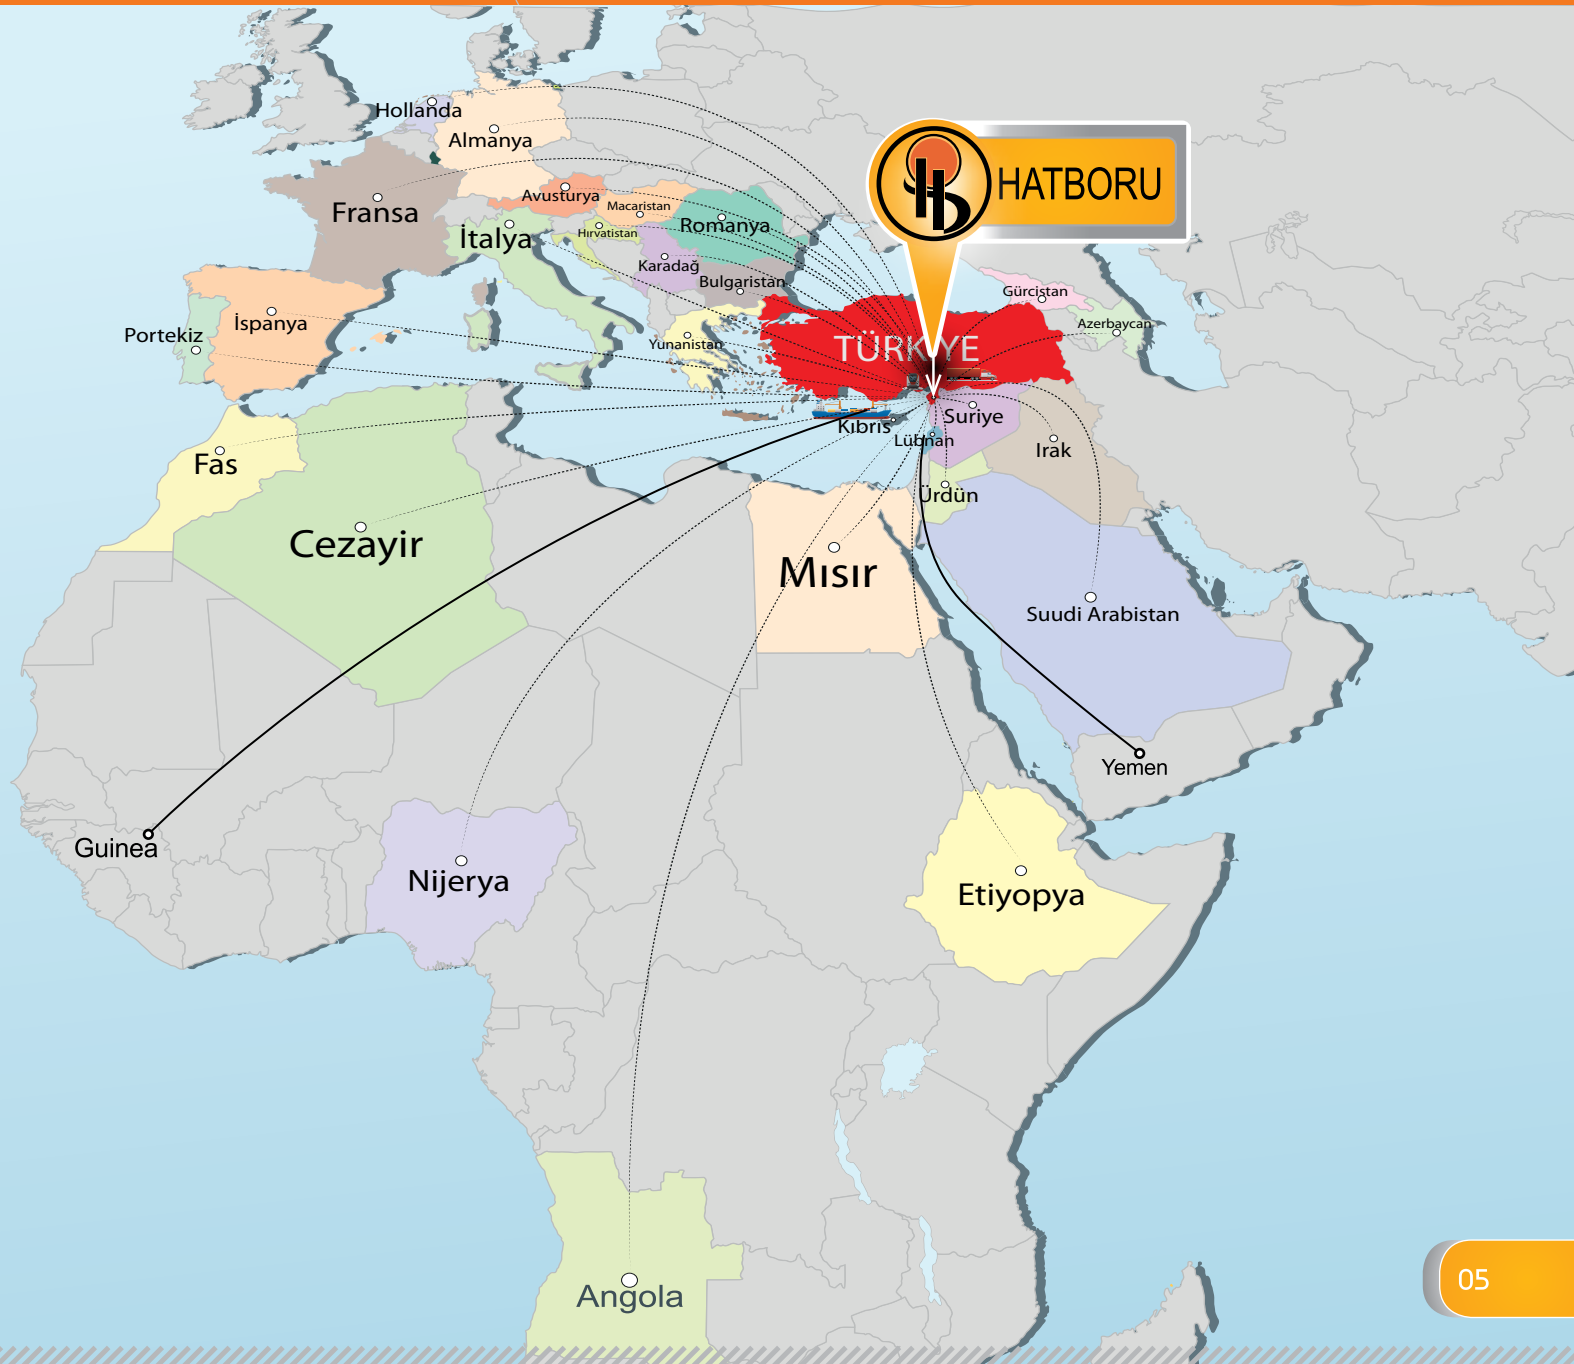 Hollanda
Almanya
HATBORU
Avusturya
Fransa
Macaristan
Romanya
İtalya
Hırvatistan
Karadağ
Bulgaristan
Gürcistan
Portekiz
İspanya
Azerbaycan
Yunanistan
TÜRKİYE
Suriye
Kıbrıs
Lübnan
Irak
Fas
Ürdün
Cezayir
Mısır
Suudi Arabistan
Yemen
Guinea
Nijerya
Etiyopya
05
Angola